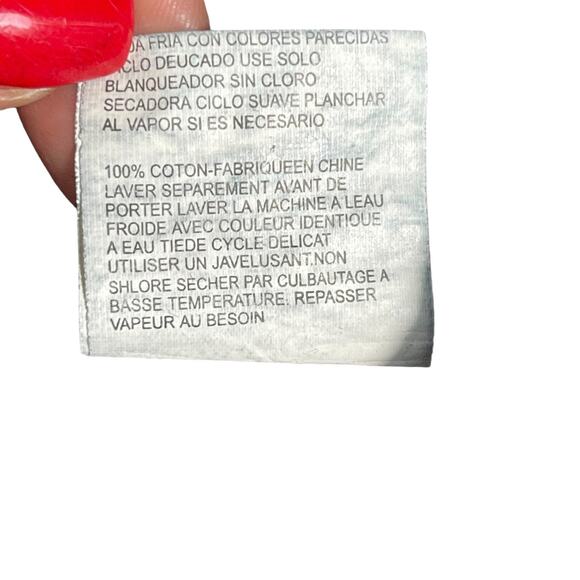 FRIA CON COLORES PARECIDAS
CICLO DEUCADO USE SOLO
BLANQUEADOR SIN CLORO
SECADORA CICLO SUAVE PLANCHAR
AL VAPOR SI ES NECESARIO
100% COTON-FABRIQUEEN CHINE
LAVER SEPAREMENT AVANT DE
PORTER LAVER LA MACHINE A LEAU
FROIDE AVEC COULEUR IDENTIQUE
A EAU TIEDE CYCLE DELICAT
UTILISER UN JAVELUSANT.NON
SHLORE SECHER PAR CULBAUTAGE A
BASSE TEMPERATURE. REPASSER
VAPEUR AU BESOIN